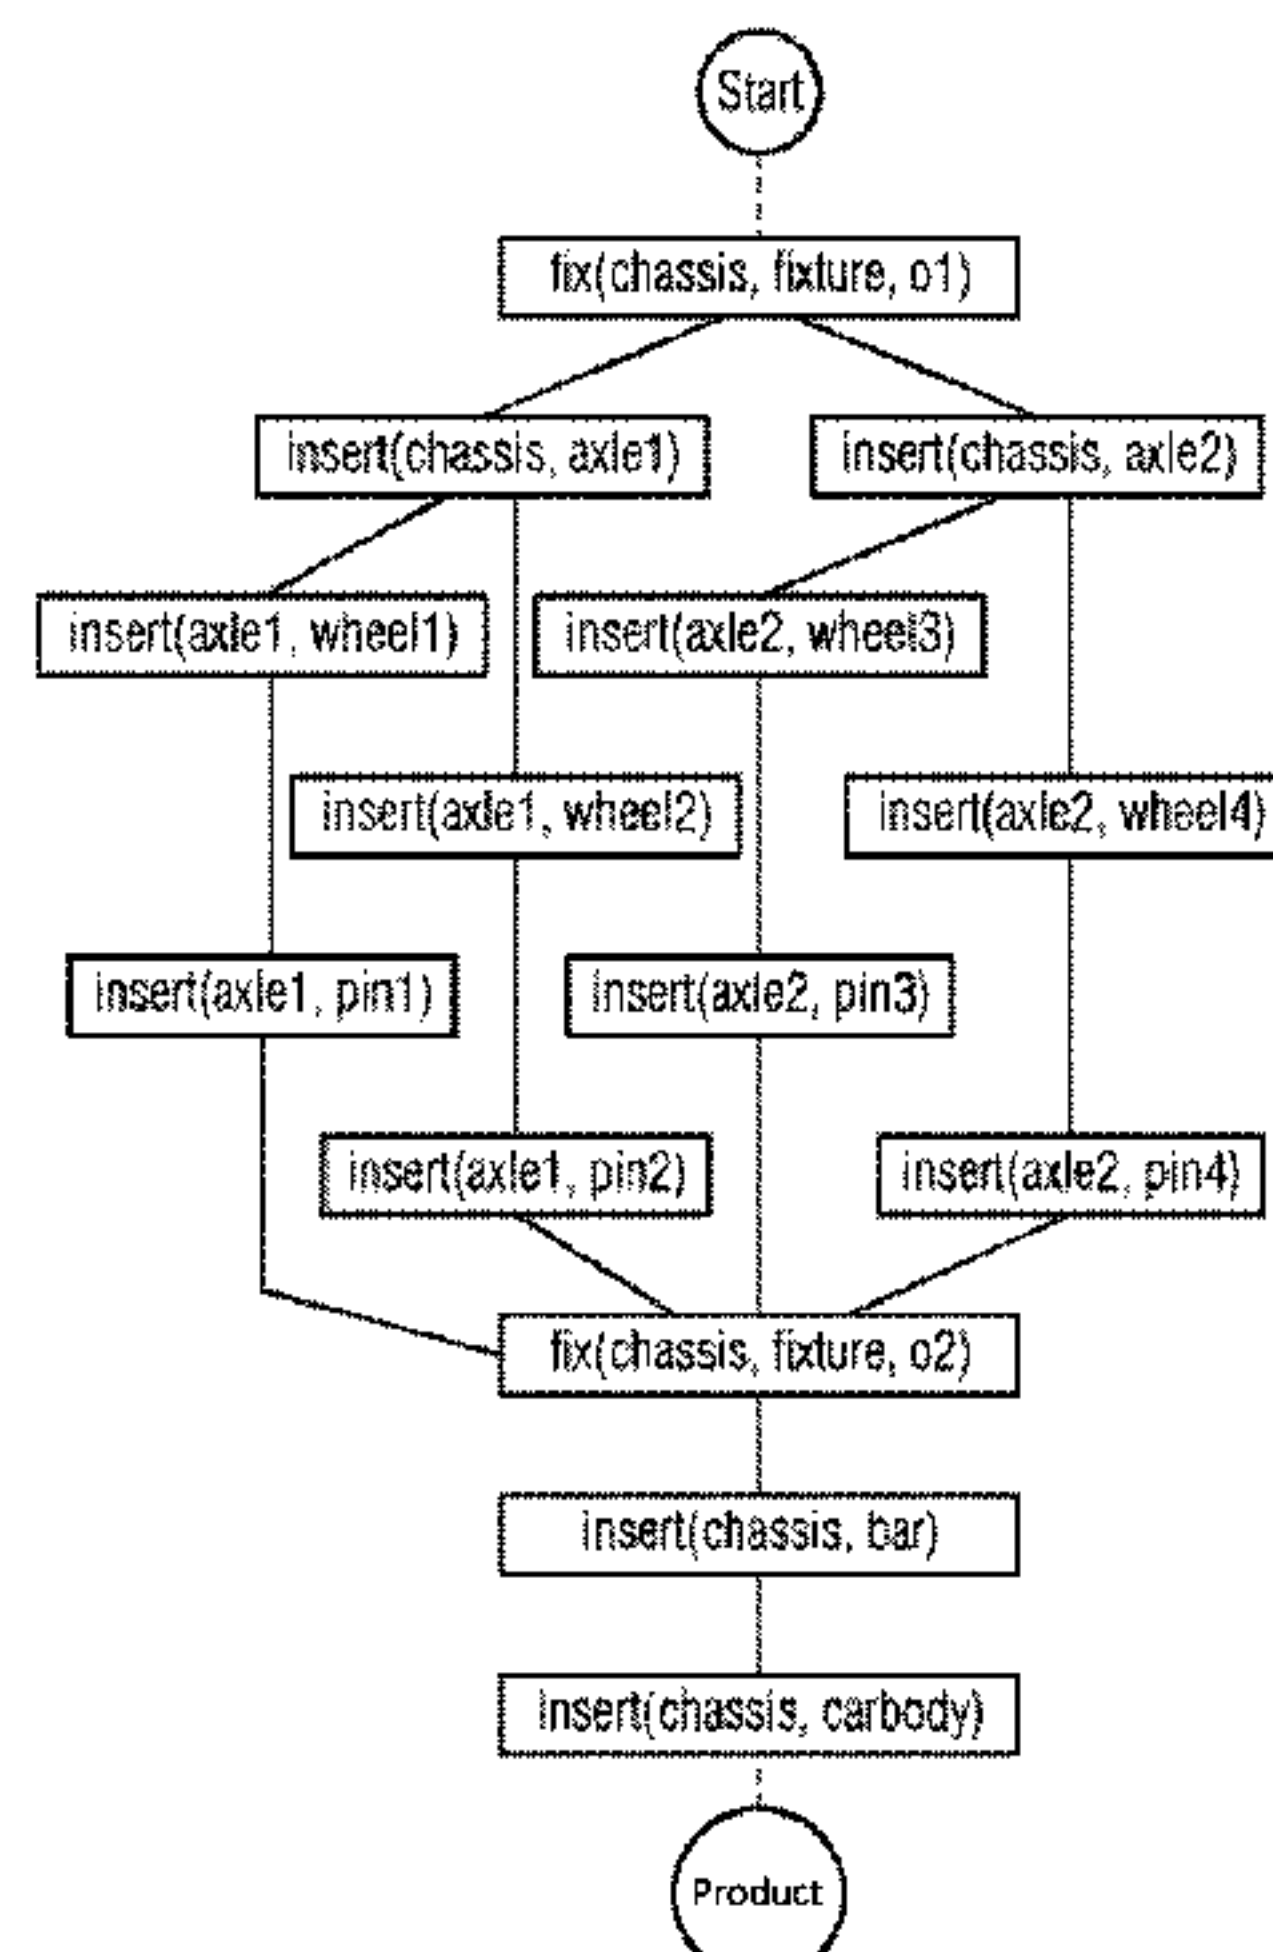 Start
fix(chassis, fixture, o1)
insert(chassis, axle1)
insert(chassis, axle2)
insert(axle1, wheel1)
insert(axle2, wheel3)
insert(axle1, wheel2)
insert(axle2, wheel4)
insert(axle1, pin1)
insert(axle2, pin3)
insert(axle1, pin2)
insert(axle2, pin4)
fix(chassis, fixture, o2)
insert(chassis, bar)
insert(chassis, carbody)
Product